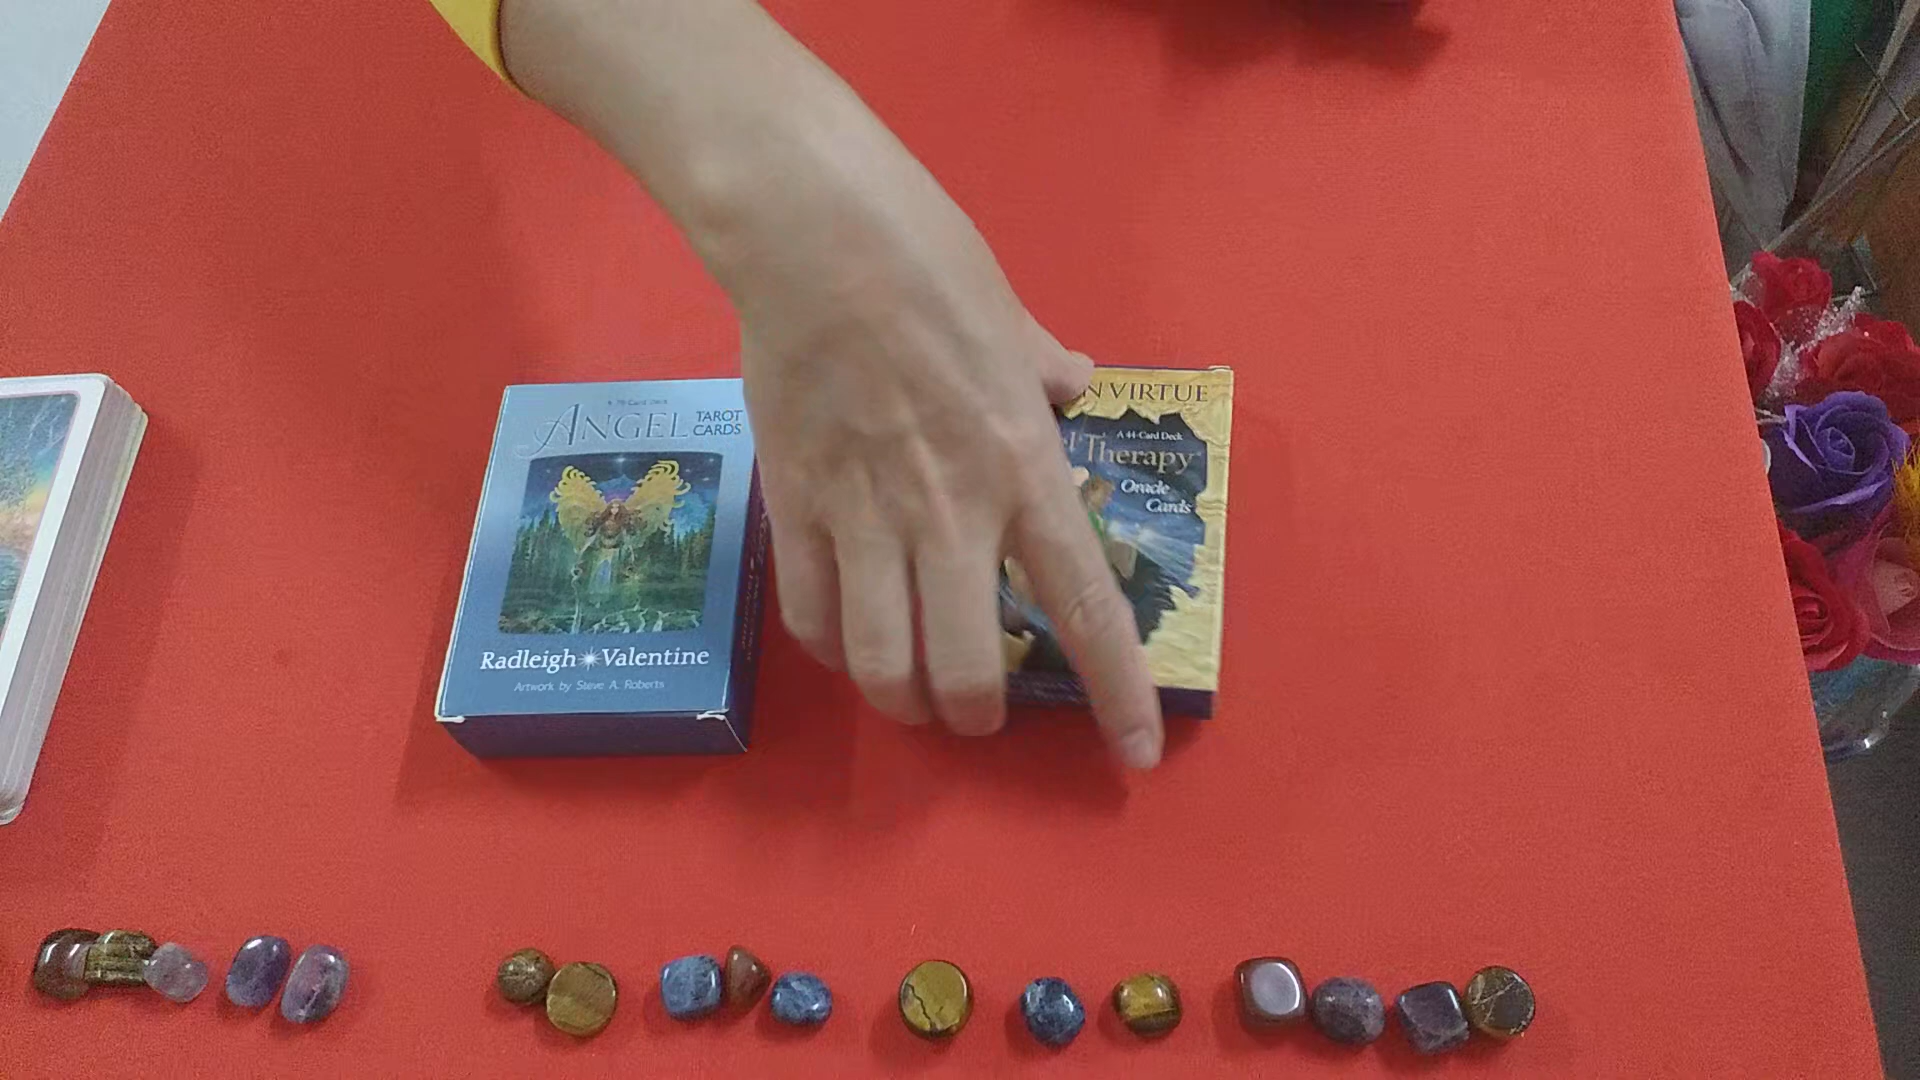 A 78-Card Deck
ANGEL TAROT CARDS
Radleigh Valentine
Artwork by Steve A. Roberts
VIRTUE
A 44-Card Deck
Therapy
Oracle
Cards